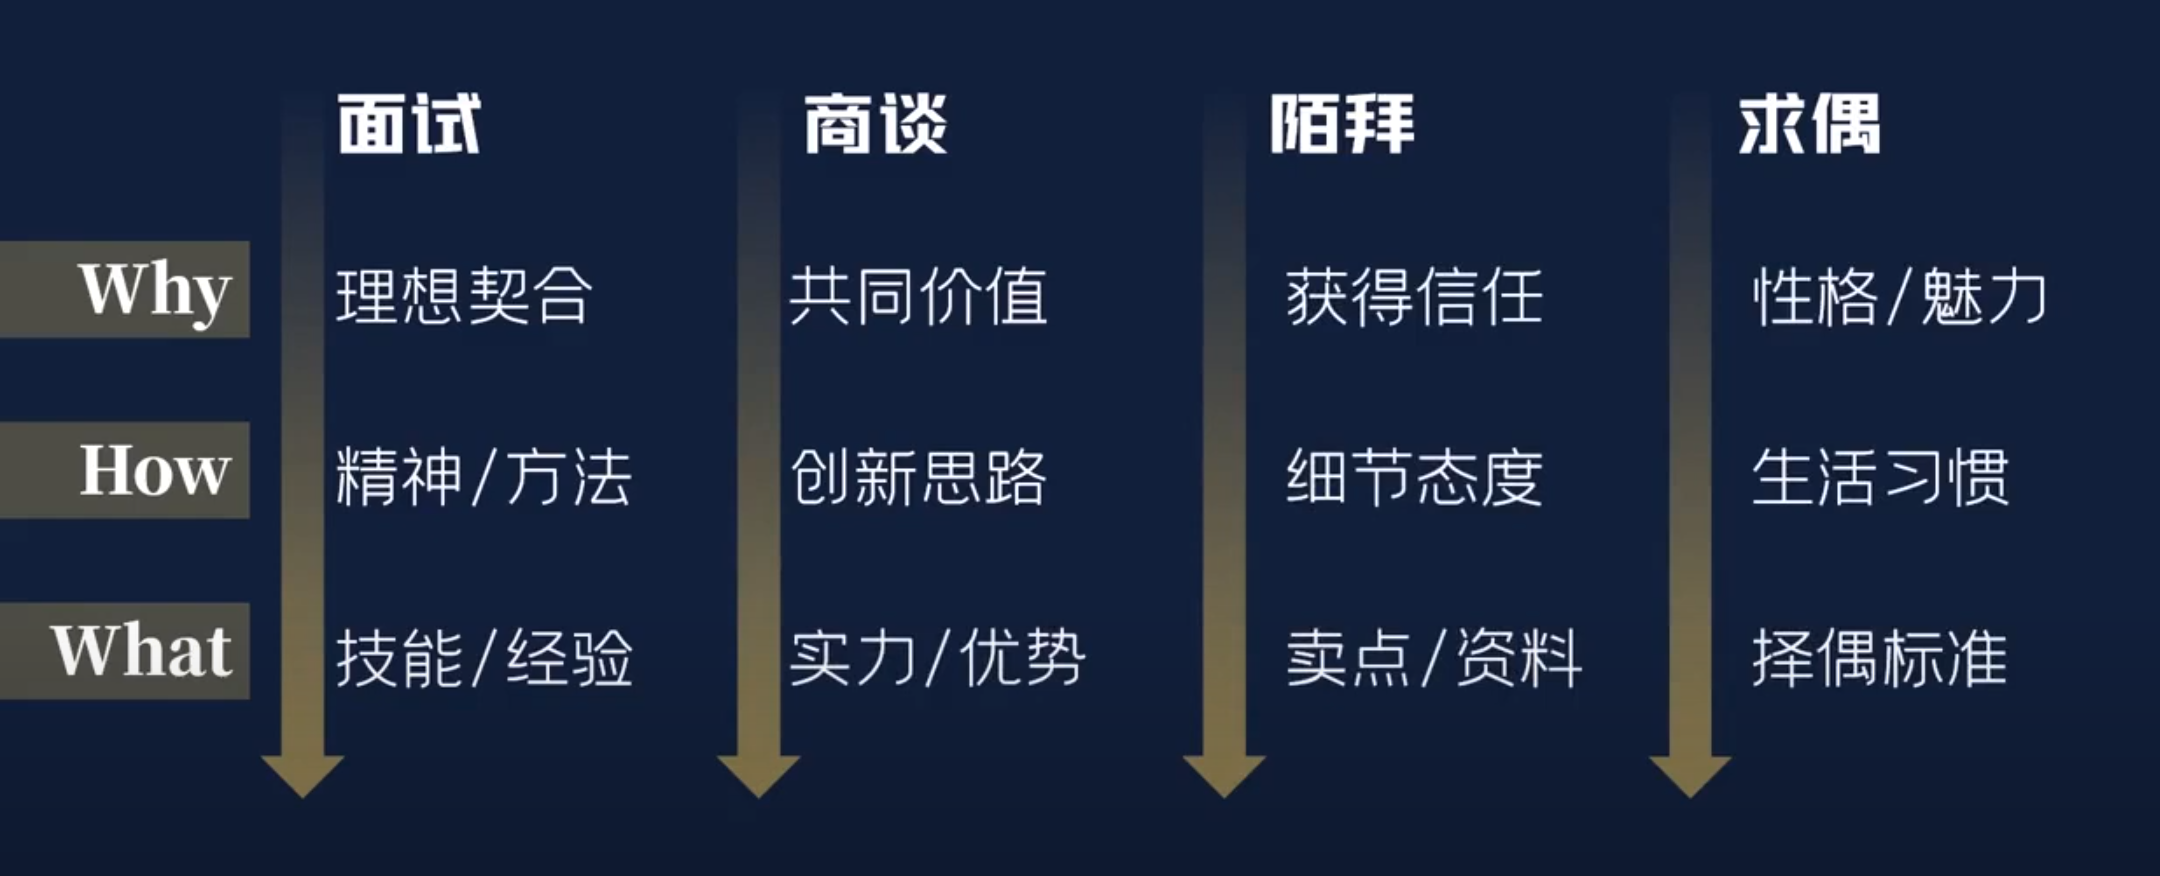 面试 商谈 陌拜 求偶
Why 理想契合 共同价值 获得信任 性格/魅力
How 精神/方法 创新思路 细节态度 生活习惯
What 技能/经验 实力/优势 卖点/资料 择偶标准